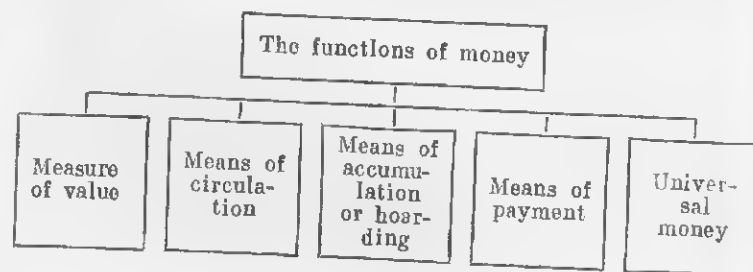 The functions of money
Measure
of value
Means of
circula-
tion
Means of
accumu-
lation
or hoar-
ding
Means of
payment
Univer-
sal
money